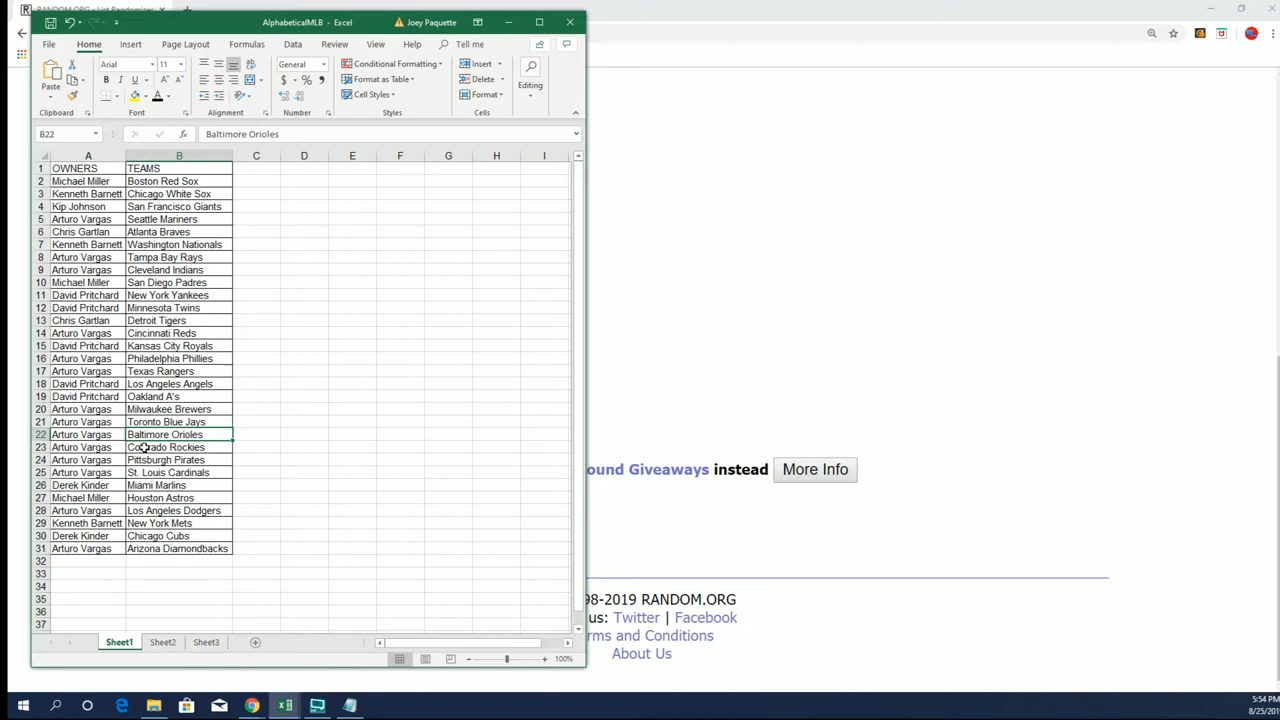 RANDOM.ORG - List Randomizer
AlphabeticalMLB - Excel
Joey Paquette
File Home Insert Page Layout Formulas Data Review View Help Tell me
Paste
Arial 11
B I U
A A
General
$ % ,
Conditional Formatting
Format as Table
Cell Styles
Insert
Delete
Format
Editing
Clipboard Font Alignment Number Styles Cells
B22 fx Baltimore Orioles
A B C D E F G H I
1 OWNERS TEAMS
2 Michael Miller Boston Red Sox
3 Kenneth Barnett Chicago White Sox
4 Kip Johnson San Francisco Giants
5 Arturo Vargas Seattle Mariners
6 Chris Gartlan Atlanta Braves
7 Kenneth Barnett Washington Nationals
8 Arturo Vargas Tampa Bay Rays
9 Arturo Vargas Cleveland Indians
10 Michael Miller San Diego Padres
11 David Pritchard New York Yankees
12 David Pritchard Minnesota Twins
13 Chris Gartlan Detroit Tigers
14 Arturo Vargas Cincinnati Reds
15 David Pritchard Kansas City Royals
16 Arturo Vargas Philadelphia Phillies
17 Arturo Vargas Texas Rangers
18 David Pritchard Los Angeles Angels
19 David Pritchard Oakland A's
20 Arturo Vargas Milwaukee Brewers
21 Arturo Vargas Toronto Blue Jays
22 Arturo Vargas Baltimore Orioles
23 Arturo Vargas Colorado Rockies
24 Arturo Vargas Pittsburgh Pirates
25 Arturo Vargas St. Louis Cardinals
26 Derek Kinder Miami Marlins
27 Michael Miller Houston Astros
28 Arturo Vargas Los Angeles Dodgers
29 Kenneth Barnett New York Mets
30 Derek Kinder Chicago Cubs
31 Arturo Vargas Arizona Diamondbacks
32
33
34
35
36
37
Sheet1 Sheet2 Sheet3
100%
ound Giveaways instead More Info
98-2019 RANDOM.ORG
us: Twitter | Facebook
erms and Conditions
About Us
5:54 PM
8/25/201